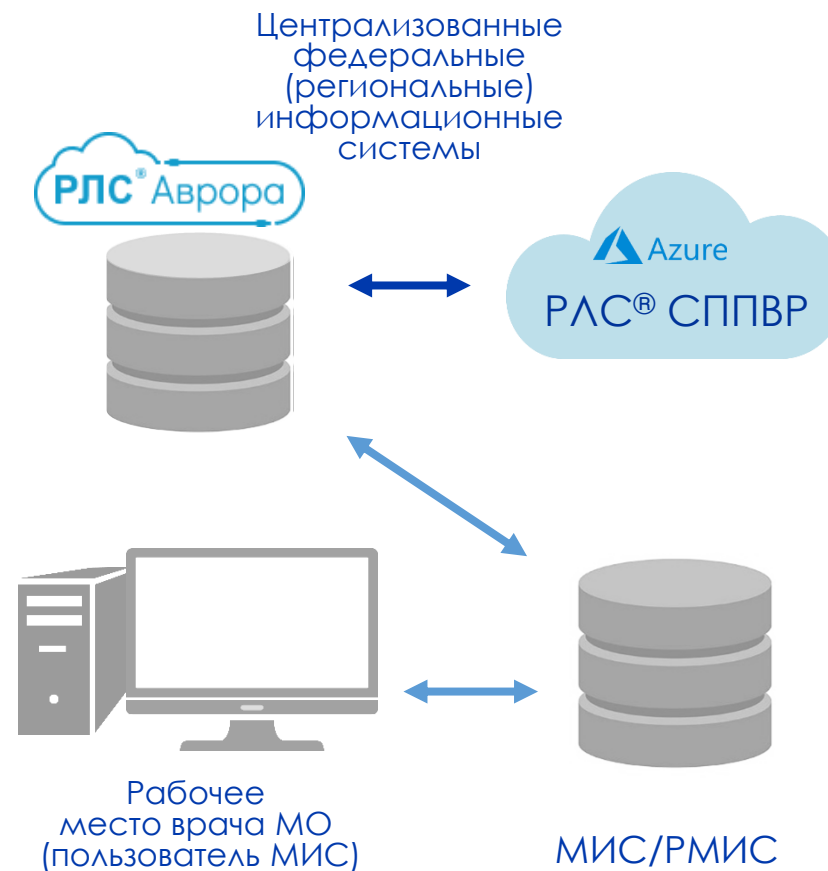 Централизованные
федеральные
(региональные)
информационные
системы
РЛС® Аврора
Azure
РЛС® СППВР
Рабочее
место врача МО
(пользователь МИС)
МИС/РМИС